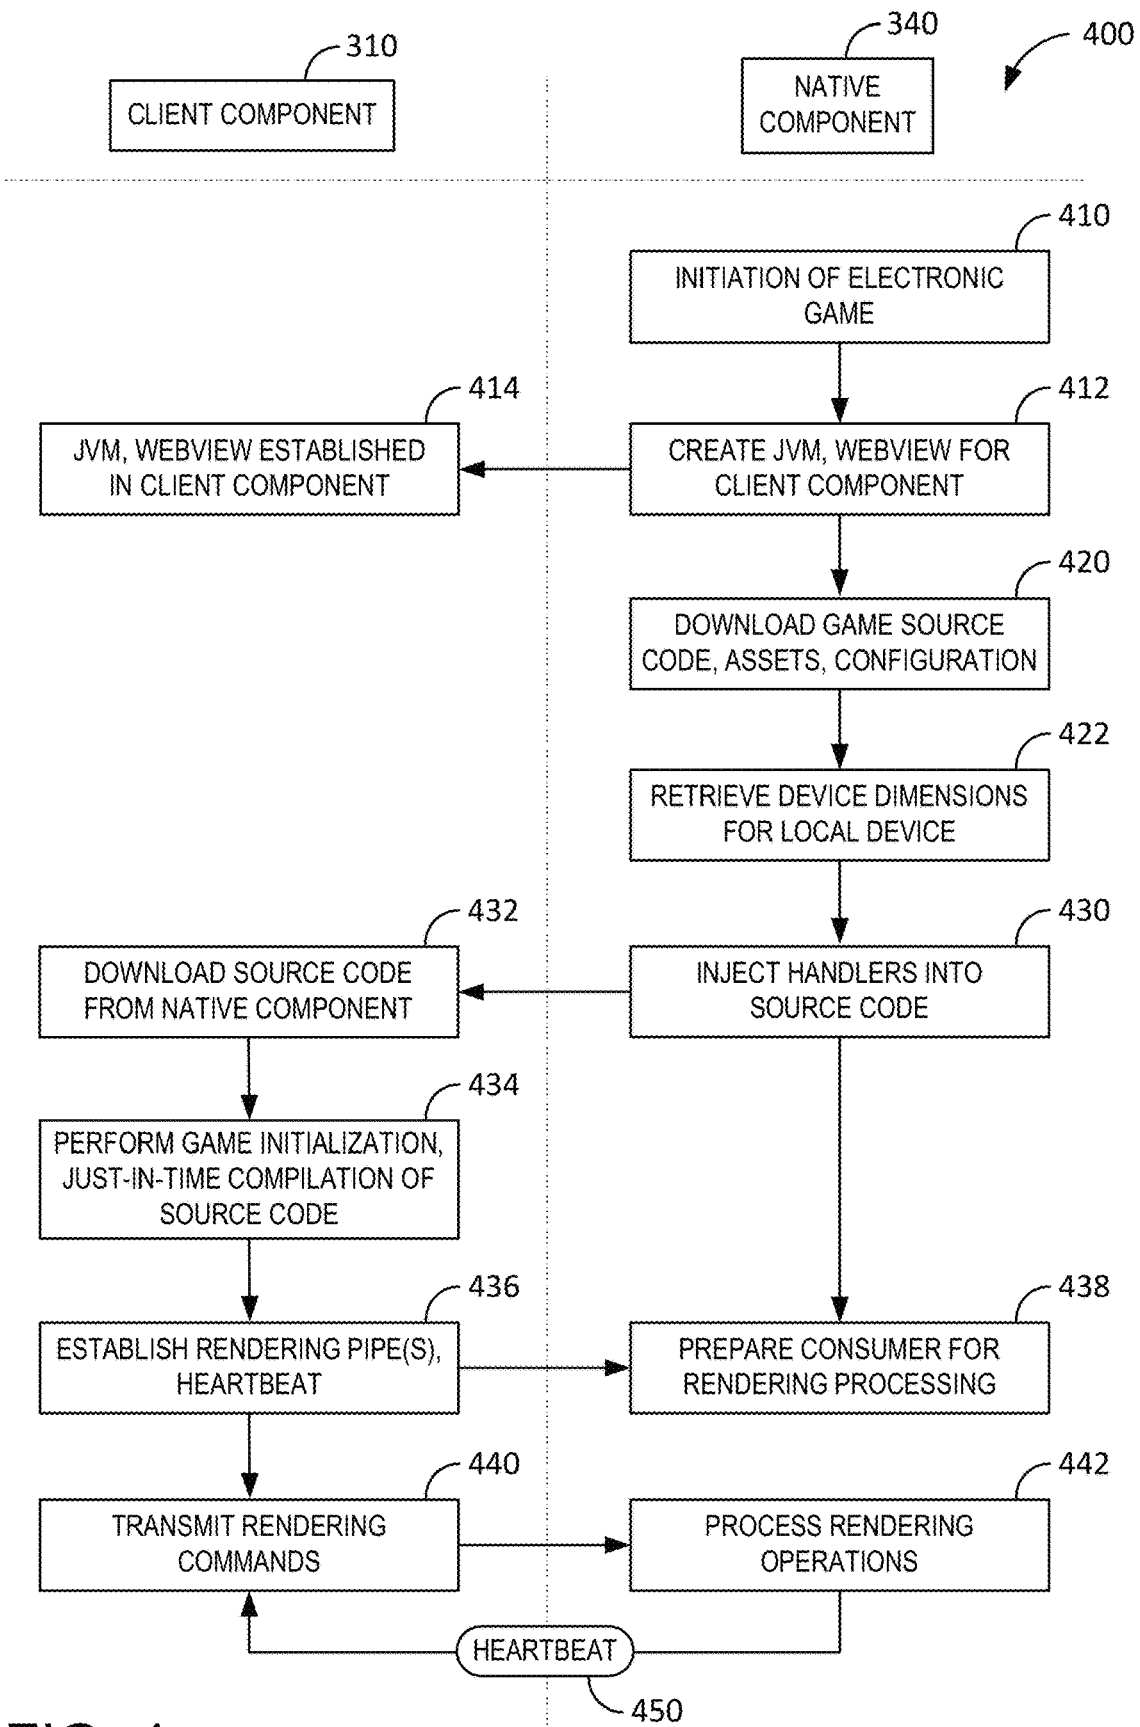 310
340
400
CLIENT COMPONENT
NATIVE
COMPONENT
410
INITIATION OF ELECTRONIC
GAME
414
412
JVM, WEBVIEW ESTABLISHED
IN CLIENT COMPONENT
CREATE JVM, WEBVIEW FOR
CLIENT COMPONENT
420
DOWNLOAD GAME SOURCE
CODE, ASSETS, CONFIGURATION
422
RETRIEVE DEVICE DIMENSIONS
FOR LOCAL DEVICE
432
430
DOWNLOAD SOURCE CODE
FROM NATIVE COMPONENT
INJECT HANDLERS INTO
SOURCE CODE
434
PERFORM GAME INITIALIZATION,
JUST-IN-TIME COMPILATION OF
SOURCE CODE
436
438
ESTABLISH RENDERING PIPE(S),
HEARTBEAT
PREPARE CONSUMER FOR
RENDERING PROCESSING
440
442
TRANSMIT RENDERING
COMMANDS
PROCESS RENDERING
OPERATIONS
HEARTBEAT
450